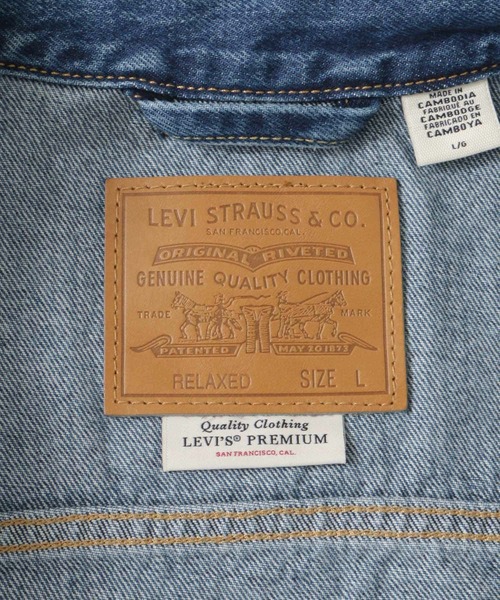 MADE IN
CAMBODIA
FABRIQUÉ AU
CAMBODGE
FABRICADO EN
CAMBOYA
L/G
LEVI STRAUSS & CO.
SAN FRANCISCO, CAL.
ORIGINAL RIVETED
GENUINE QUALITY CLOTHING
TRADE MARK
PATENTED MAY 20 1873
RELAXED SIZE L
Quality Clothing
LEVI'S® PREMIUM
SAN FRANCISCO, CAL.